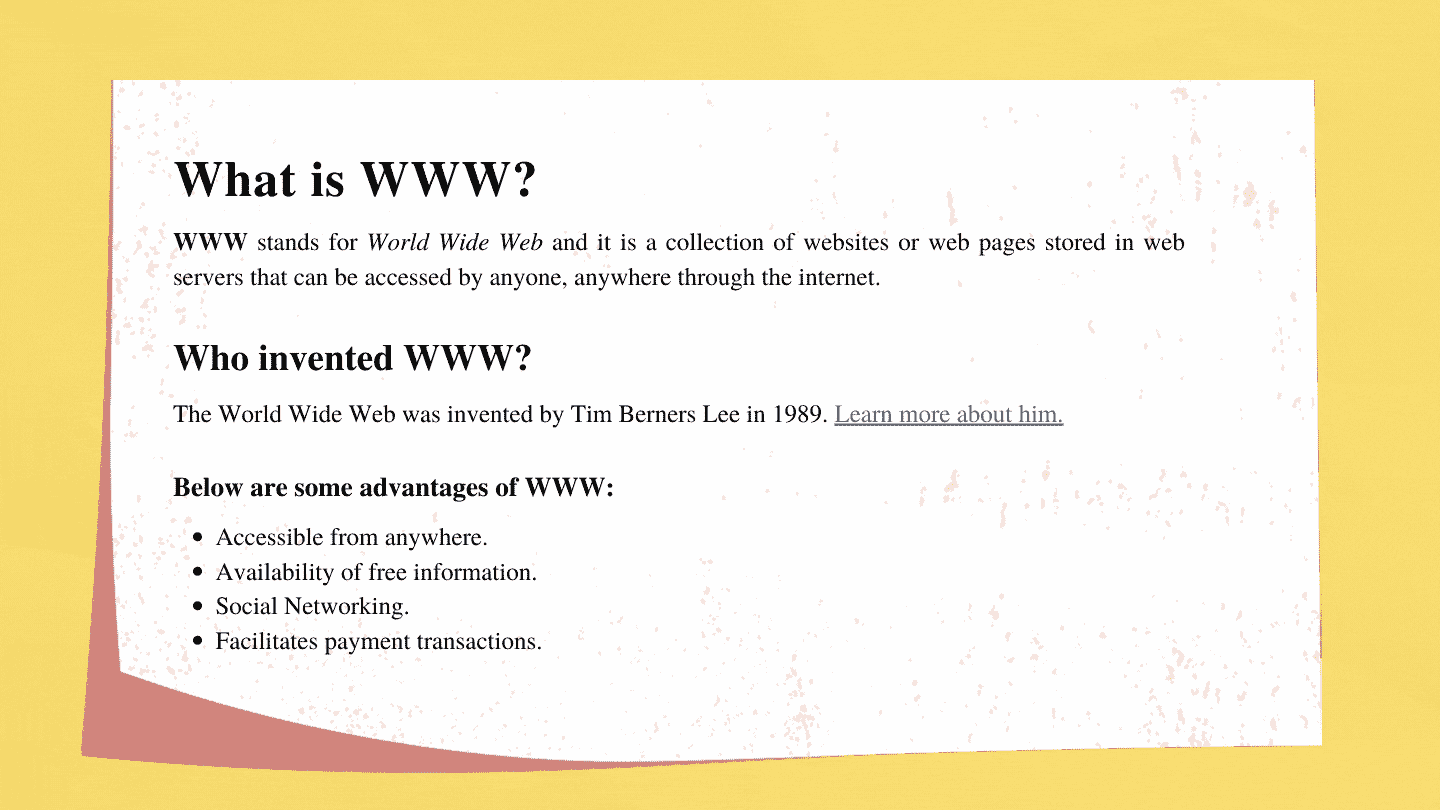 What is WWW?
WWW stands for World Wide Web and it is a collection of websites or web pages stored in web
servers that can be accessed by anyone, anywhere through the internet.
Who invented WWW?
The World Wide Web was invented by Tim Berners Lee in 1989. Learn more about him.
Below are some advantages of WWW:
• Accessible from anywhere.
• Availability of free information.
• Social Networking.
• Facilitates payment transactions.